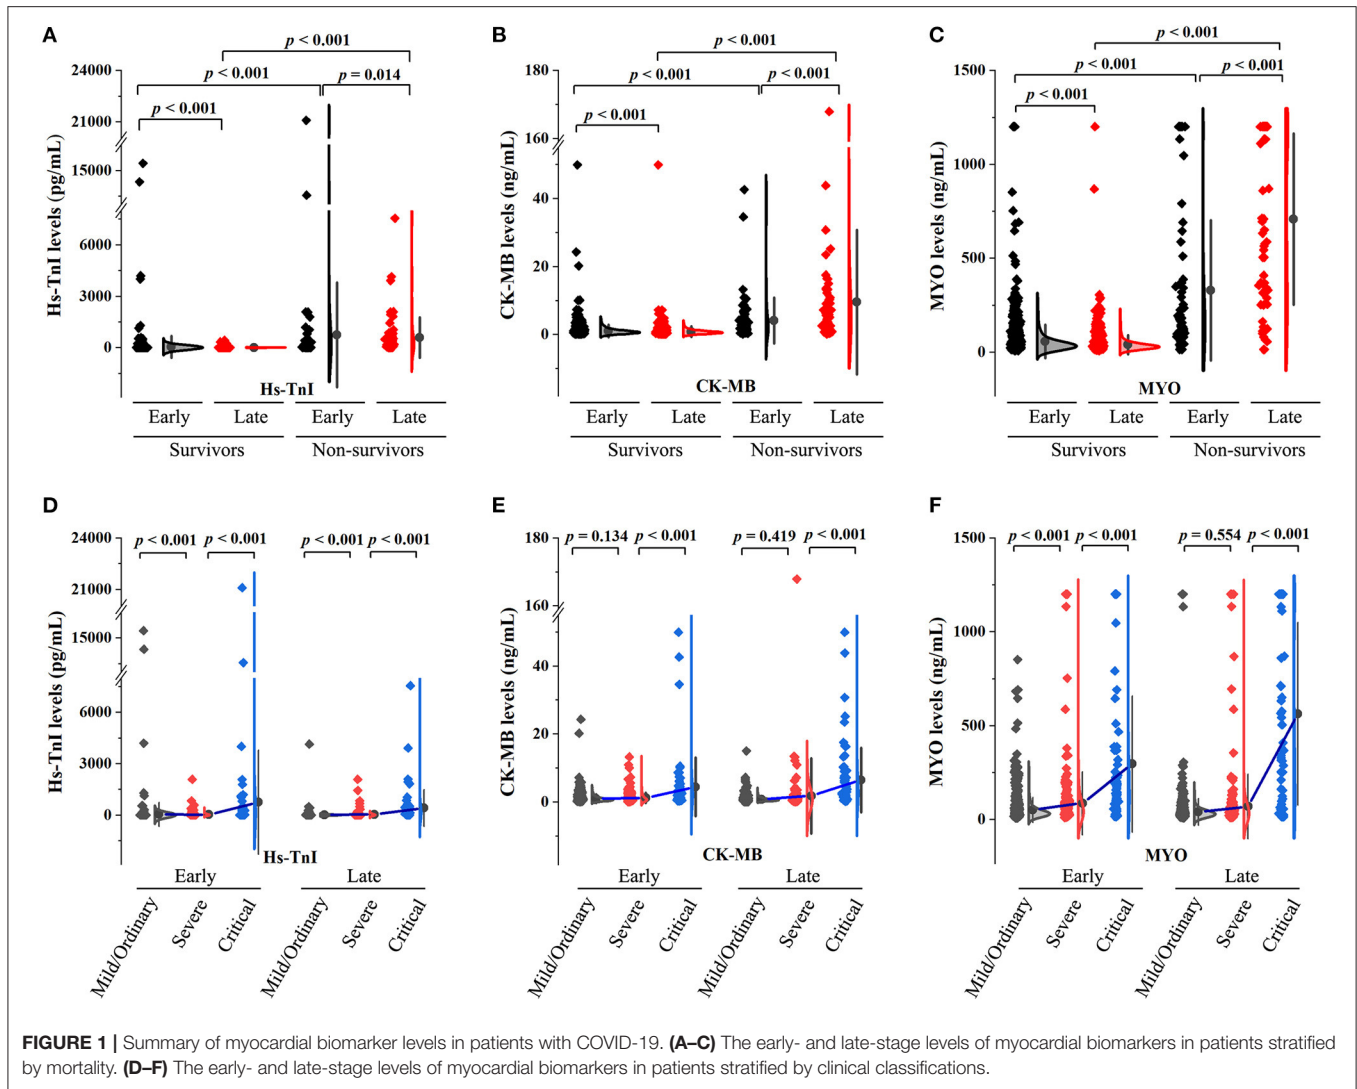 A
p < 0.001
24000
p < 0.001
p = 0.014
21000
p < 0.001
15000
6000
3000
0
Hs-TnI levels (pg/mL)
Hs-TnI
Early Late Early Late
Survivors Non-survivors
B
p < 0.001
180
p < 0.001
p < 0.001
p < 0.001
160
40
20
0
CK-MB levels (ng/mL)
CK-MB
Early Late Early Late
Survivors Non-survivors
C
p < 0.001
1500
p < 0.001
p < 0.001
p < 0.001
1000
500
0
MYO levels (ng/mL)
MYO
Early Late Early Late
Survivors Non-survivors
D
24000
p < 0.001 p < 0.001 p < 0.001 p < 0.001
21000
15000
6000
3000
0
Hs-TnI levels (pg/mL)
Hs-TnI
Early Late
Mild/Ordinary Severe Critical Mild/Ordinary Severe Critical
E
180
p = 0.134 p < 0.001 p = 0.419 p < 0.001
160
40
20
0
CK-MB levels (ng/mL)
CK-MB
Early Late
Mild/Ordinary Severe Critical Mild/Ordinary Severe Critical
F
1500
p < 0.001 p < 0.001 p = 0.554 p < 0.001
1000
500
0
MYO levels (ng/mL)
MYO
Early Late
Mild/Ordinary Severe Critical Mild/Ordinary Severe Critical
FIGURE 1 | Summary of myocardial biomarker levels in patients with COVID-19. (A–C) The early- and late-stage levels of myocardial biomarkers in patients stratified
by mortality. (D–F) The early- and late-stage levels of myocardial biomarkers in patients stratified by clinical classifications.